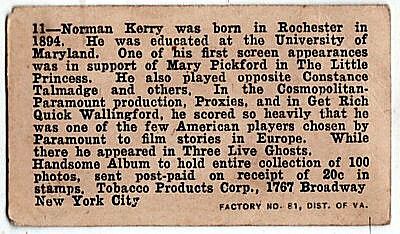 11—Norman Kerry was born in Rochester in
1894. He was educated at the University of
Maryland. One of his first screen appearances
was in support of Mary Pickford in The Little
Princess. He also played opposite Constance
Talmadge and others. In the Cosmopolitan-
Paramount production, Proxies, and in Get Rich
Quick Wallingford, he scored so heavily that he
was one of the few American players chosen by
Paramount to film stories in Europe. While
there he appeared in Three Live Ghosts.
Handsome Album to hold entire collection of 100
photos, sent post-paid on receipt of 20c in
stamps. Tobacco Products Corp., 1767 Broadway
New York City
FACTORY NO. 81, DIST. OF VA.